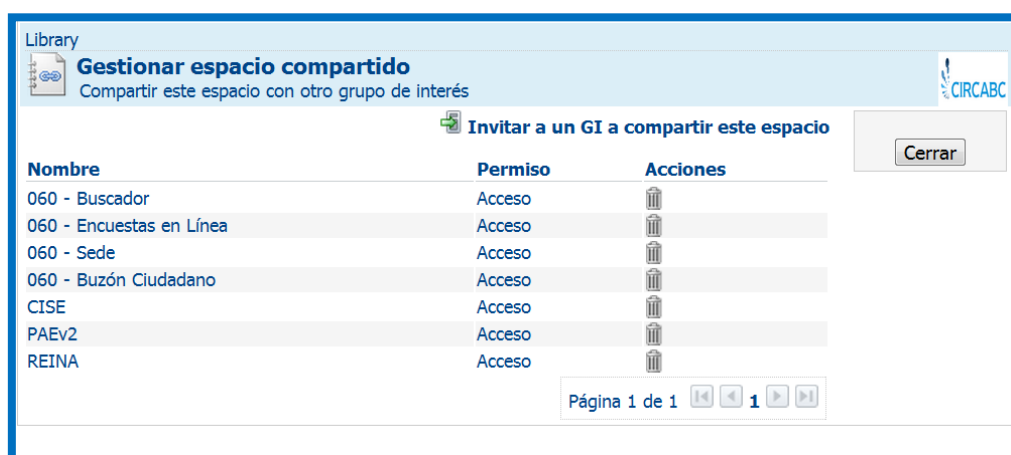 Library
Gestionar espacio compartido
Compartir este espacio con otro grupo de interés
CIRCABC
Invitar a un GI a compartir este espacio
Cerrar
Nombre Permiso Acciones
060 - Buscador Acceso
060 - Encuestas en Línea Acceso
060 - Sede Acceso
060 - Buzón Ciudadano Acceso
CISE Acceso
PAEv2 Acceso
REINA Acceso
Página 1 de 1 1